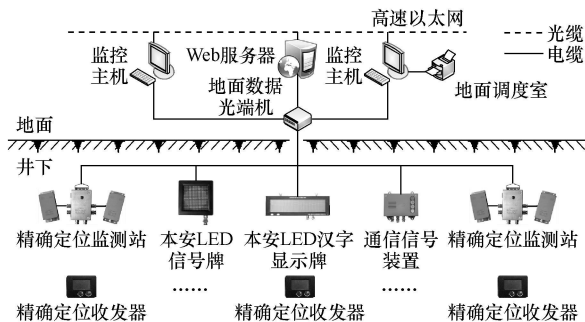 高速以太网
光缆
电缆
监控
主机
Web服务器
监控
主机
地面数据
光端机
地面调度室
地面
井下
精确定位监测站
本安LED
信号牌
本安LED汉字
显示牌
通信信号
装置
精确定位监测站
……
……
精确定位收发器
精确定位收发器
精确定位收发器